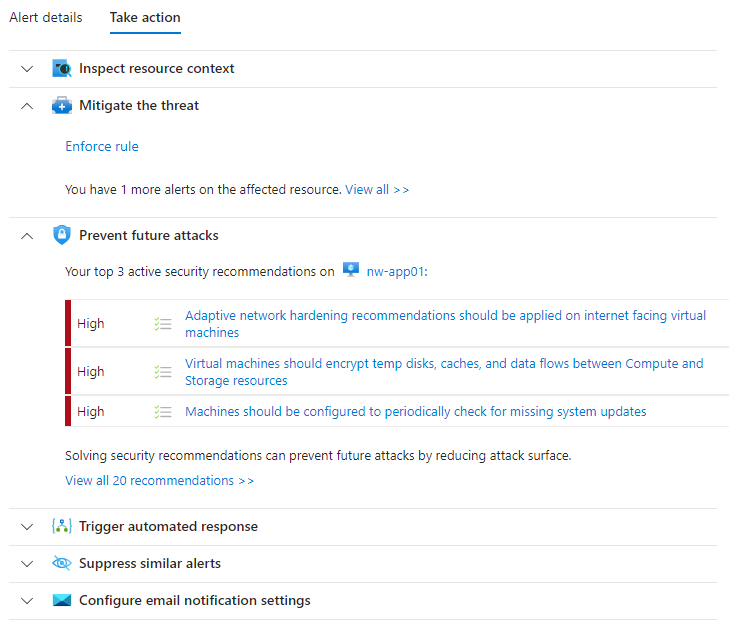 Alert details Take action
Inspect resource context
Mitigate the threat
Enforce rule
You have 1 more alerts on the affected resource. View all >>
Prevent future attacks
Your top 3 active security recommendations on nw-app01:
High Adaptive network hardening recommendations should be applied on internet facing virtual
machines
High Virtual machines should encrypt temp disks, caches, and data flows between Compute and
Storage resources
High Machines should be configured to periodically check for missing system updates
Solving security recommendations can prevent future attacks by reducing attack surface.
View all 20 recommendations >>
Trigger automated response
Suppress similar alerts
Configure email notification settings